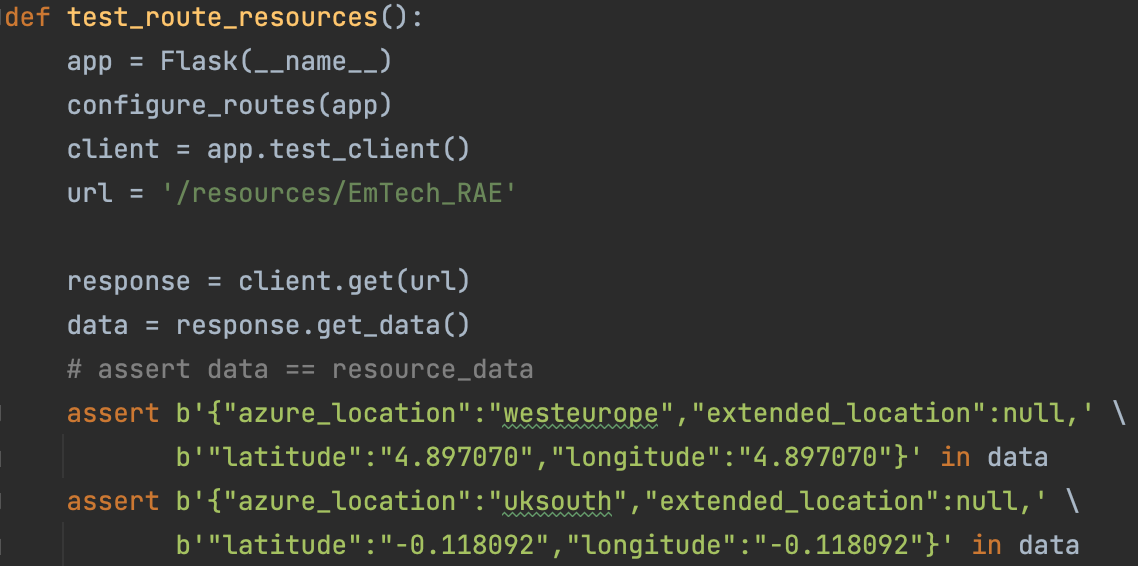 def test_route_resources():
    app = Flask(__name__)
    configure_routes(app)
    client = app.test_client()
    url = '/resources/EmTech_RAE'

    response = client.get(url)
    data = response.get_data()
    # assert data == resource_data
    assert b'{"azure_location":"westeurope","extended_location":null,' \
           b'"latitude":"4.897070","longitude":"4.897070"}' in data
    assert b'{"azure_location":"uksouth","extended_location":null,' \
           b'"latitude":"-0.118092","longitude":"-0.118092"}' in data